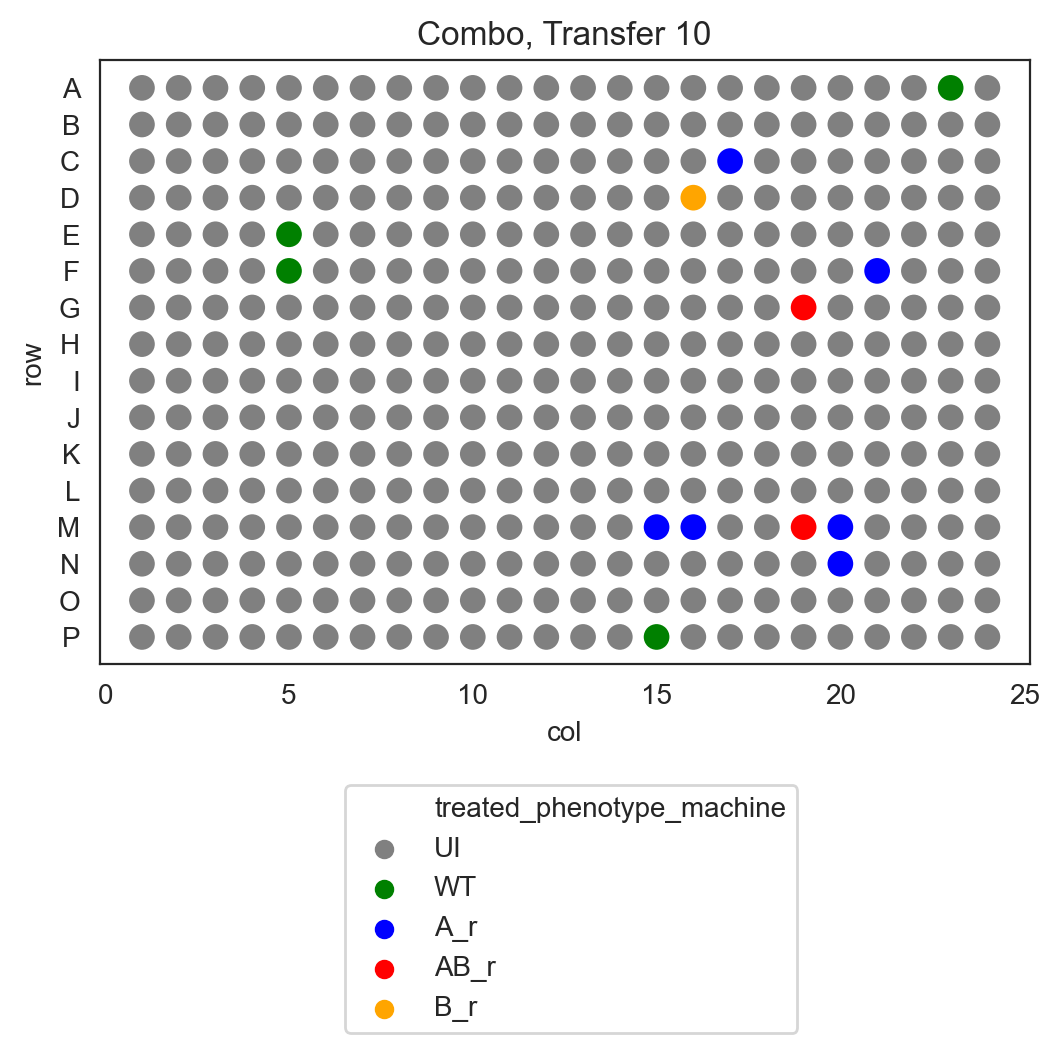 Combo, Transfer 10
row
A
B
C
D
E
F
G
H
I
J
K
L
M
N
O
P
0 5 10 15 20 25
col
treated_phenotype_machine
UI
WT
A_r
AB_r
B_r